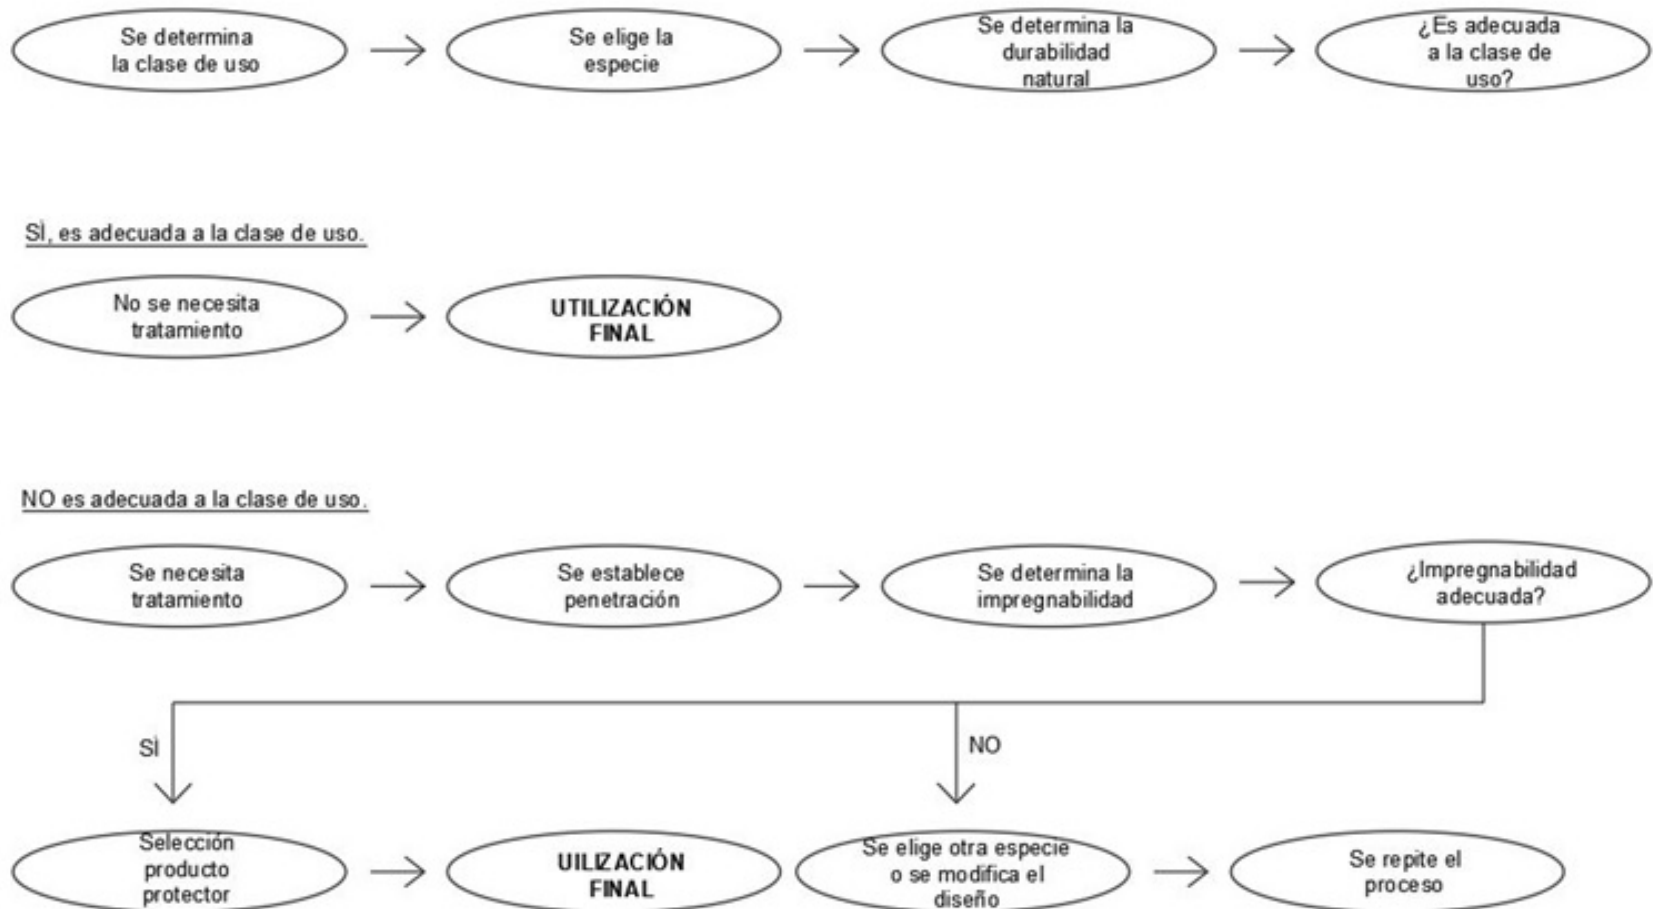 Se determina
la clase de uso
Se elige la
especie
Se determina la
durabilidad
natural
¿Es adecuada
a la clase de
uso?
SÌ, es adecuada a la clase de uso.
No se necesita
tratamiento
UTILIZACIÓN
FINAL
NO es adecuada a la clase de uso.
Se necesita
tratamiento
Se establece
penetración
Se determina la
impregnabilidad
¿Impregnabilidad
adecuada?
SÌ
NO
Selección
producto
protector
UILIZACIÓN
FINAL
Se elige otra especie
o se modifica el
diseño
Se repite el
proceso